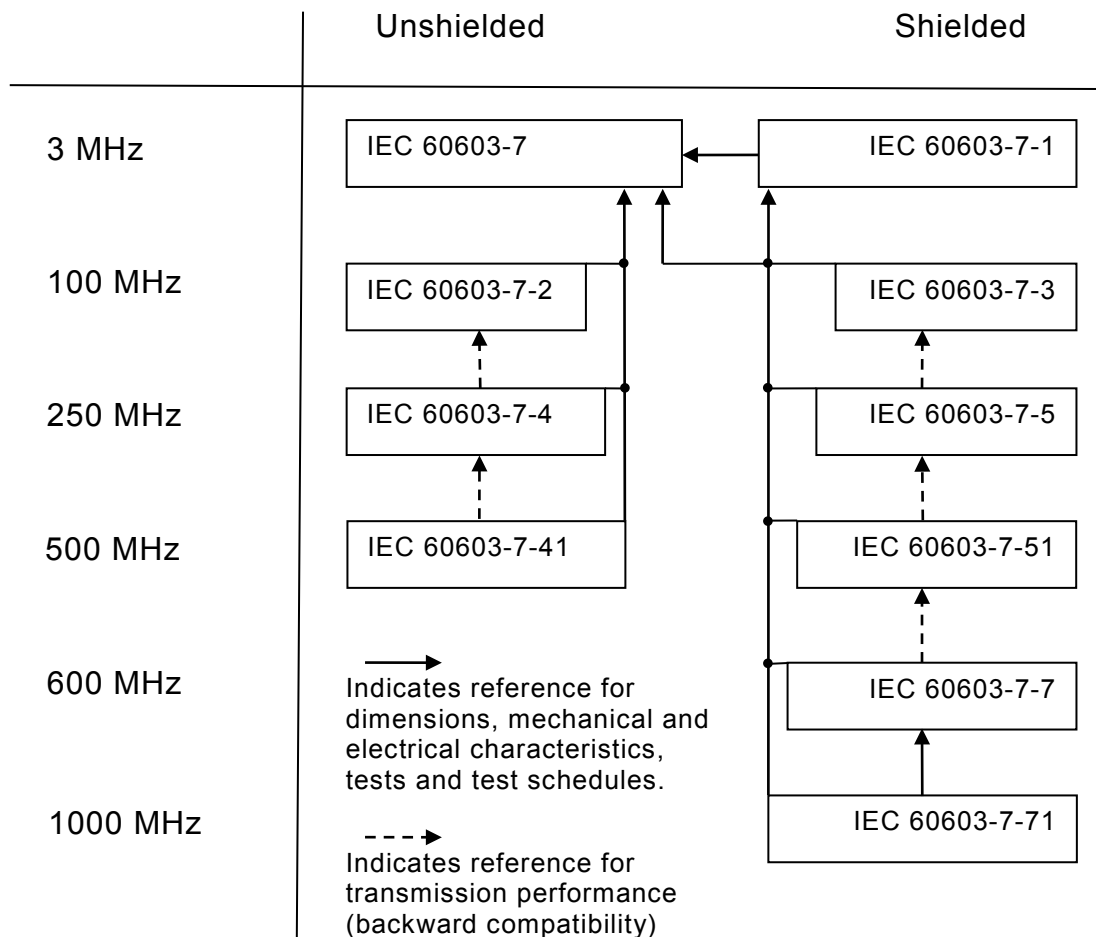 Unshielded Shielded
3 MHz IEC 60603-7 IEC 60603-7-1
100 MHz IEC 60603-7-2 IEC 60603-7-3
250 MHz IEC 60603-7-4 IEC 60603-7-5
500 MHz IEC 60603-7-41 IEC 60603-7-51
600 MHz IEC 60603-7-7
1000 MHz IEC 60603-7-71
Indicates reference for
dimensions, mechanical and
electrical characteristics,
tests and test schedules.
Indicates reference for
transmission performance
(backward compatibility)